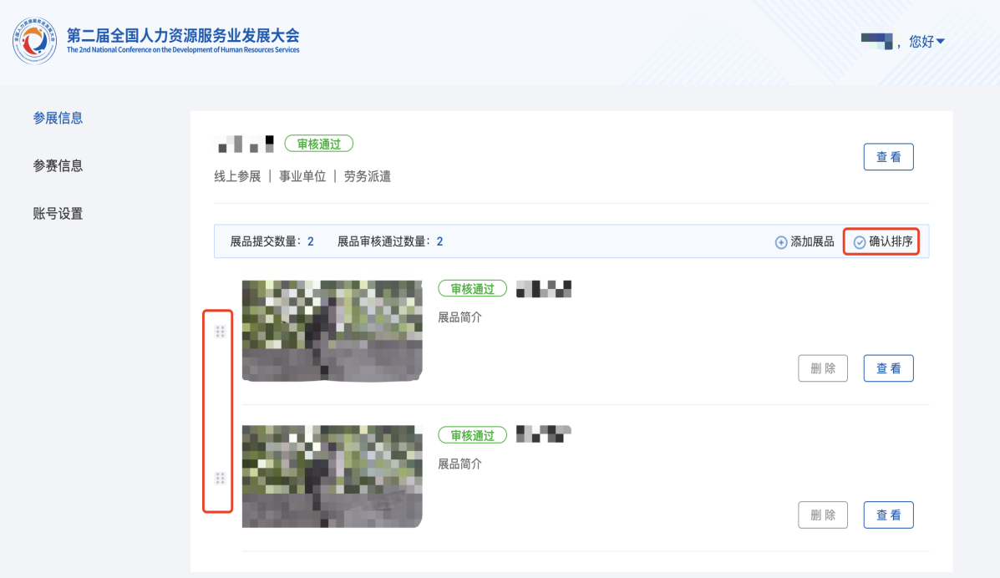 第二届全国人力资源服务业发展大会
The 2nd National Conference on the Development of Human Resources Services
，您好
参展信息
参赛信息
账号设置
审核通过
查看
线上参展 | 事业单位 | 劳务派遣
展品提交数量：2 展品审核通过数量：2 添加展品 确认排序
审核通过
展品简介
删除 查看
审核通过
展品简介
删除 查看